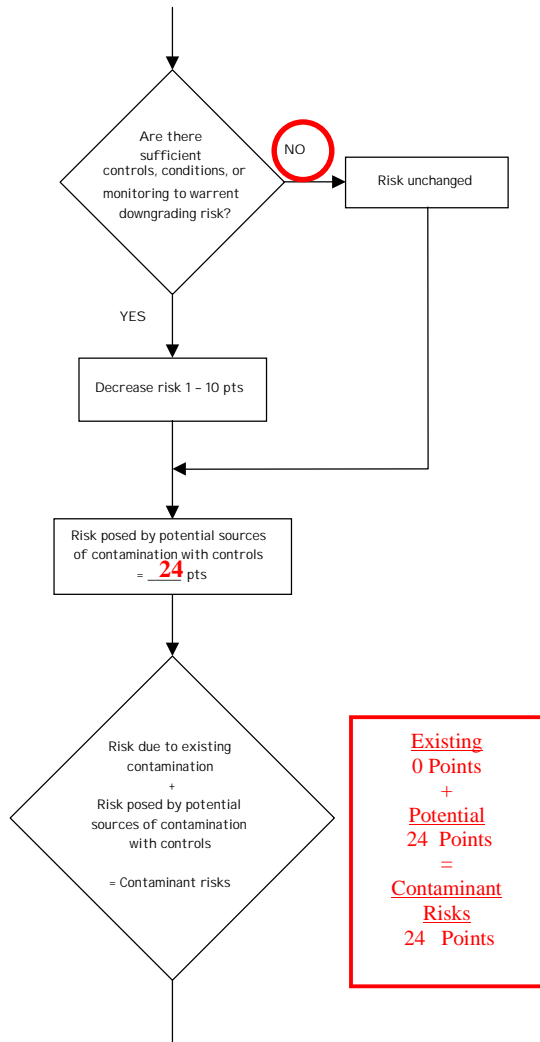 Are there
sufficient
controls, conditions, or
monitoring to warrent
downgrading risk?
NO
Risk unchanged
YES
Decrease risk 1 – 10 pts
Risk posed by potential sources
of contamination with controls
= 24 pts
Risk due to existing
contamination
+
Risk posed by potential
sources of contamination
with controls
= Contaminant risks
Existing
0 Points
+
Potential
24 Points
=
Contaminant
Risks
24 Points